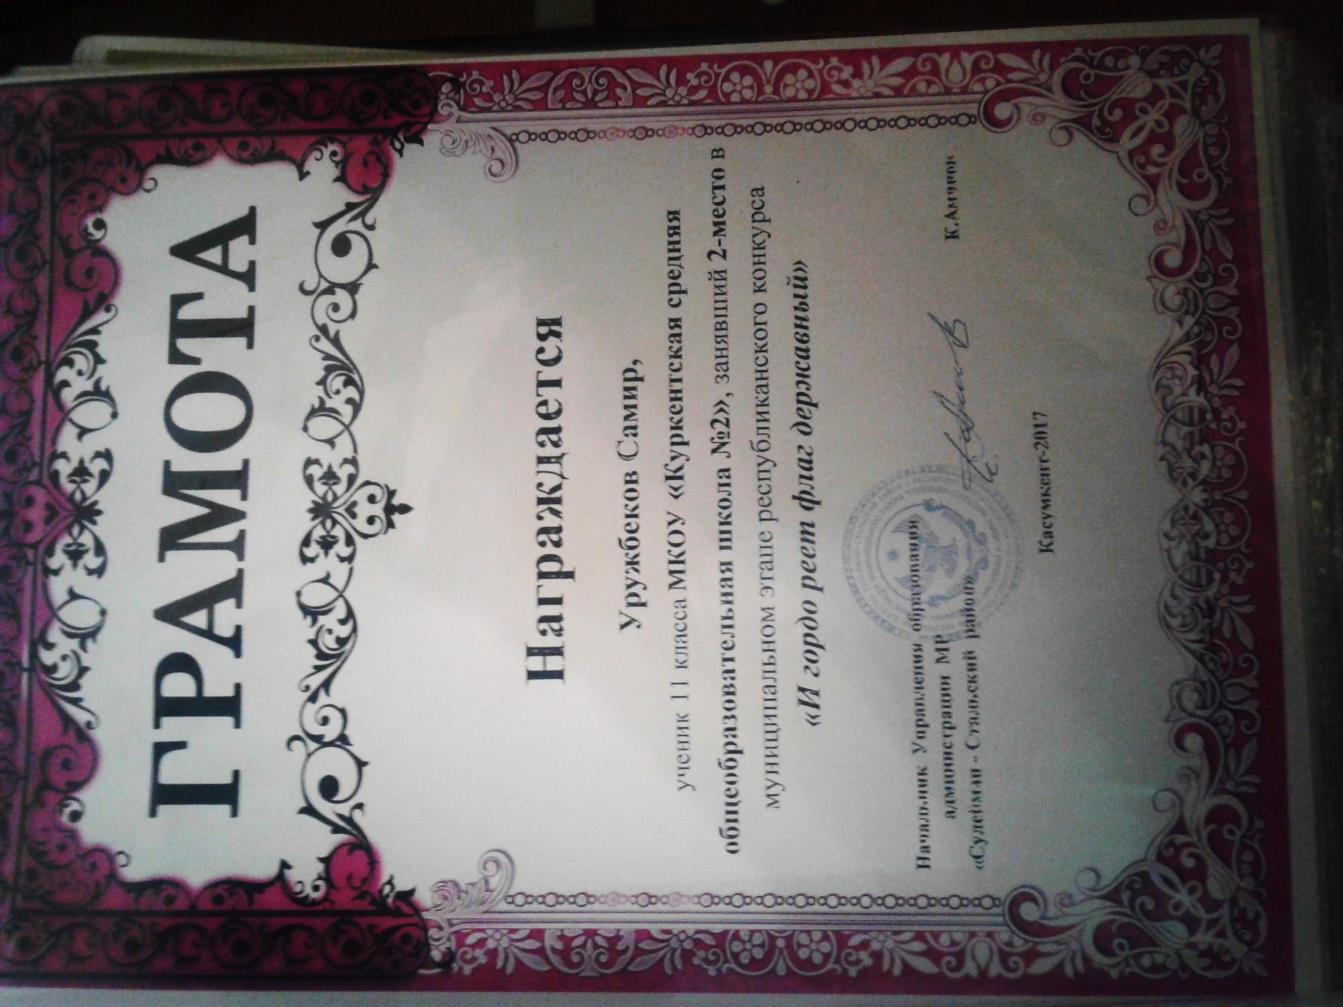 ГРАМОТА
Награждается
Уружбеков Самир,
ученик 11 класса МКОУ «Куркентская средняя
общеобразовательная школа №2», занявший 2-место в
муниципальном этапе республиканского конкурса
«И гордо реет флаг державный»
Начальник Управления образования
администрации МР
«Сулейман - Стальский район»
К.Амучок
Касумкент-2017